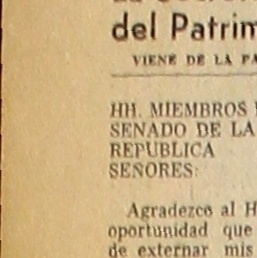 del Patrim
VIENE DE LA PA
HH. MIEMBROS
SENADO DE LA
REPUBLICA
SEÑORES:
Agradezco al H
oportunidad que
de externar mis